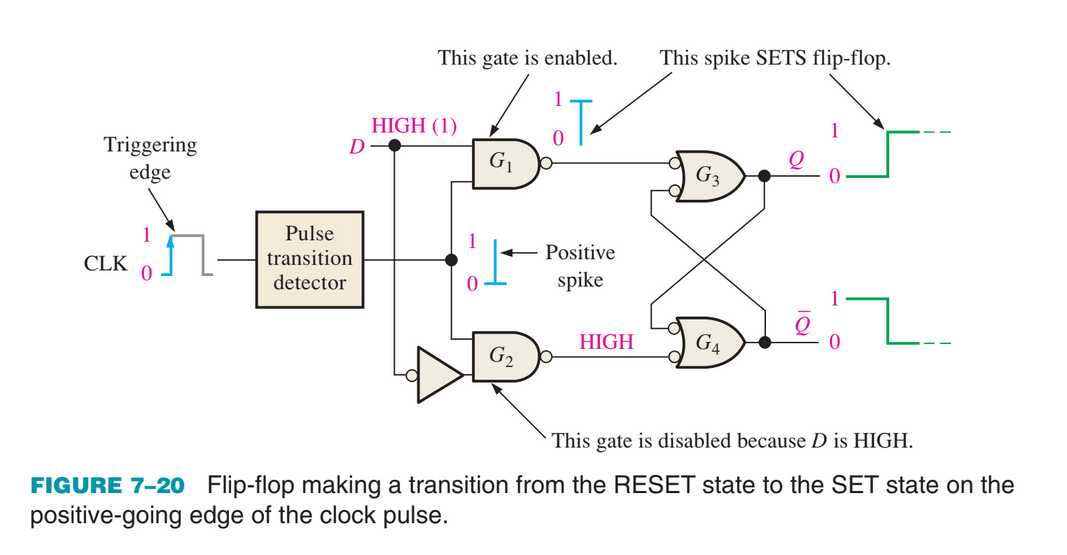 This gate is enabled.
This spike SETS flip-flop.
1
0
HIGH (1)
D
G1
Triggering
edge
1
CLK 0
Pulse
transition
detector
1
0
Positive
spike
G3
Q
1
0
HIGH
G2
G4
Q̅
1
0
This gate is disabled because D is HIGH.
FIGURE 7–20 Flip-flop making a transition from the RESET state to the SET state on the
positive-going edge of the clock pulse.